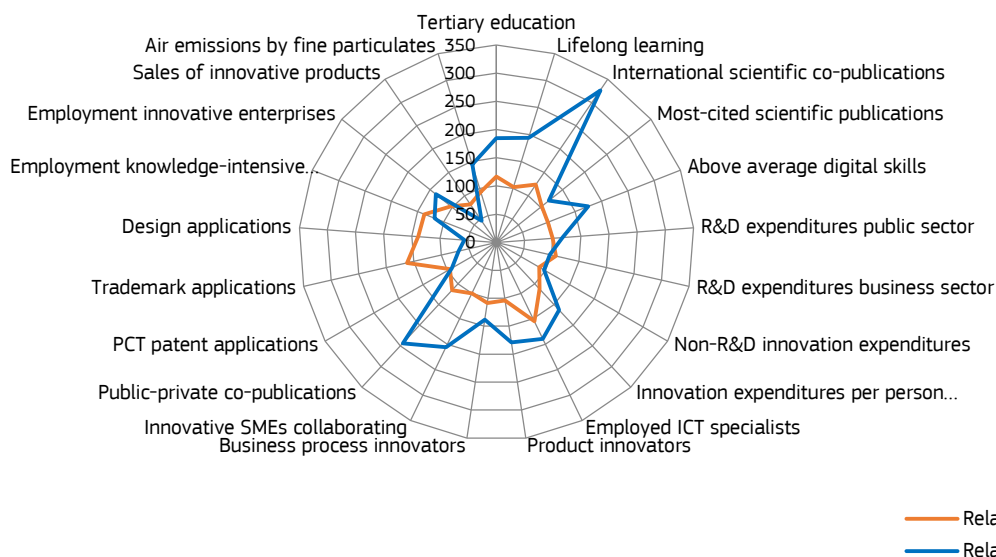 Tertiary education
Lifelong learning
International scientific co-publications
Most-cited scientific publications
Above average digital skills
R&D expenditures public sector
R&D expenditures business sector
Non-R&D innovation expenditures
Innovation expenditures per person...
Employed ICT specialists
Product innovators
Business process innovators
Innovative SMEs collaborating
Public-private co-publications
PCT patent applications
Trademark applications
Design applications
Employment knowledge-intensive...
Employment innovative enterprises
Sales of innovative products
Air emissions by fine particulates
350
300
250
200
150
100
50
0
Rela
Rela